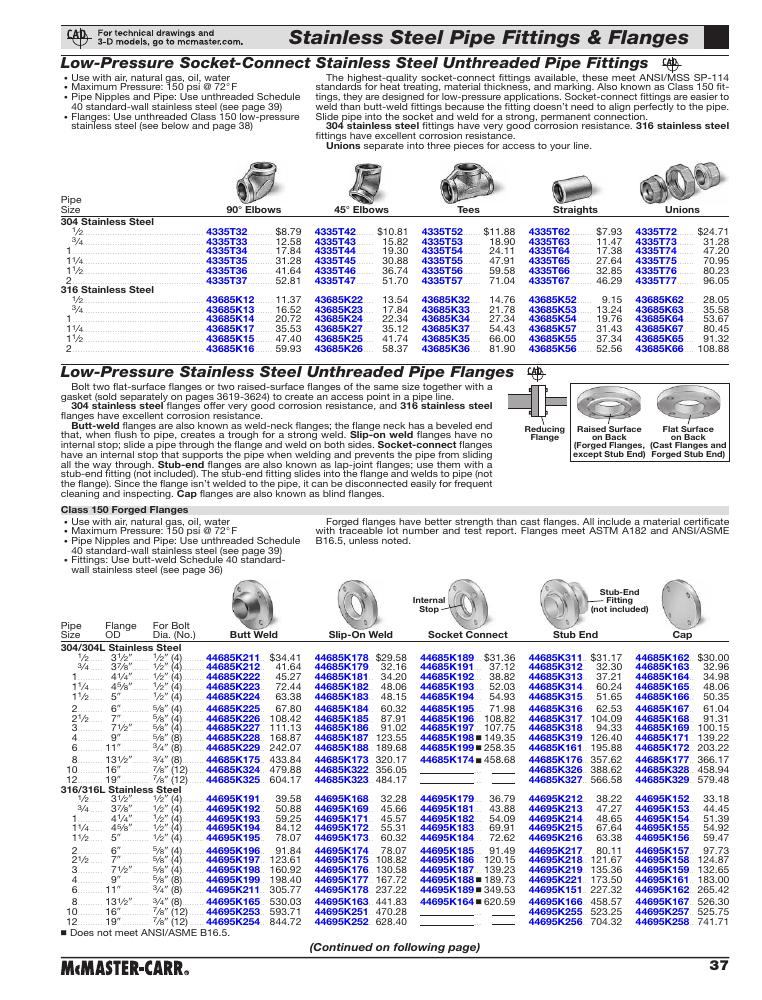 CAD
For technical drawings and
3-D models, go to mcmaster.com.
Stainless Steel Pipe Fittings & Flanges
Low-Pressure Socket-Connect Stainless Steel Unthreaded Pipe Fittings CAD
• Use with air, natural gas, oil, water
• Maximum Pressure: 150 psi @ 72° F
• Pipe Nipples and Pipe: Use unthreaded Schedule
40 standard-wall stainless steel (see page 39)
• Flanges: Use unthreaded Class 150 low-pressure
stainless steel (see below and page 38)
The highest-quality socket-connect fittings available, these meet ANSI/MSS SP-114
standards for heat treating, material thickness, and marking. Also known as Class 150 fit-
tings, they are designed for low-pressure applications. Socket-connect fittings are easier to
weld than butt-weld fittings because the fitting doesn't need to align perfectly to the pipe.
Slide pipe into the socket and weld for a strong, permanent connection.
304 stainless steel fittings have very good corrosion resistance. 316 stainless steel
fittings have excellent corrosion resistance.
Unions separate into three pieces for access to your line.
Pipe
Size 90° Elbows 45° Elbows Tees Straights Unions
304 Stainless Steel
1/2 4335T32 $8.79 4335T42 $10.81 4335T52 $11.88 4335T62 $7.93 4335T72 $24.71
3/4 4335T33 12.58 4335T43 15.82 4335T53 18.90 4335T63 11.47 4335T73 31.28
1 4335T34 17.84 4335T44 19.30 4335T54 24.11 4335T64 17.38 4335T74 47.20
1 1/4 4335T35 31.28 4335T45 30.88 4335T55 47.91 4335T65 27.64 4335T75 70.95
1 1/2 4335T36 41.64 4335T46 36.74 4335T56 59.58 4335T66 32.85 4335T76 80.23
2 4335T37 52.81 4335T47 51.70 4335T57 71.04 4335T67 46.29 4335T77 96.05
316 Stainless Steel
1/2 43685K12 11.37 43685K22 13.54 43685K32 14.76 43685K52 9.15 43685K62 28.05
3/4 43685K13 16.52 43685K23 17.84 43685K33 21.78 43685K53 13.24 43685K63 35.58
1 43685K14 20.72 43685K24 22.34 43685K34 27.34 43685K54 19.76 43685K64 53.67
1 1/4 43685K17 35.53 43685K27 35.12 43685K37 54.43 43685K57 31.43 43685K67 80.45
1 1/2 43685K15 47.40 43685K25 41.74 43685K35 66.00 43685K55 37.34 43685K65 91.32
2 43685K16 59.93 43685K26 58.37 43685K36 81.90 43685K56 52.56 43685K66 108.88
Low-Pressure Stainless Steel Unthreaded Pipe Flanges CAD
Bolt two flat-surface flanges or two raised-surface flanges of the same size together with a
gasket (sold separately on pages 3619-3624) to create an access point in a pipe line.
304 stainless steel flanges offer very good corrosion resistance, and 316 stainless steel
flanges have excellent corrosion resistance.
Butt-weld flanges are also known as weld-neck flanges; the flange neck has a beveled end
that, when flush to pipe, creates a trough for a strong weld. Slip-on weld flanges have no
internal stop; slide a pipe through the flange and weld on both sides. Socket-connect flanges
have an internal stop that supports the pipe when welding and prevents the pipe from sliding
all the way through. Stub-end flanges are also known as lap-joint flanges; use them with a
stub-end fitting (not included). The stub-end fitting slides into the flange and welds to pipe (not
the flange). Since the flange isn't welded to the pipe, it can be disconnected easily for frequent
cleaning and inspecting. Cap flanges are also known as blind flanges.
Reducing
Flange
Raised Surface
on Back
(Forged Flanges,
except Stub End)
Flat Surface
on Back
(Cast Flanges and
Forged Stub End)
Class 150 Forged Flanges
• Use with air, natural gas, oil, water
• Maximum Pressure: 150 psi @ 72° F
• Pipe Nipples and Pipe: Use unthreaded Schedule
40 standard-wall stainless steel (see page 39)
• Fittings: Use butt-weld Schedule 40 standard-
wall stainless steel (see page 36)
Forged flanges have better strength than cast flanges. All include a material certificate
with traceable lot number and test report. Flanges meet ASTM A182 and ANSI/ASME
B16.5, unless noted.
Internal
Stop
Stub-End
Fitting
(not included)
Pipe Flange For Bolt
Size OD Dia. (No.) Butt Weld Slip-On Weld Socket Connect Stub End Cap
304/304L Stainless Steel
1/2 3 1/2" 1/2" (4) 44685K211 $34.41 44685K178 $29.58 44685K189 $31.36 44685K311 $31.17 44685K162 $30.00
3/4 3 7/8" 1/2" (4) 44685K212 41.64 44685K179 32.16 44685K191 37.12 44685K312 32.30 44685K163 32.96
1 4 1/4" 1/2" (4) 44685K222 45.27 44685K181 34.20 44685K192 38.82 44685K313 37.21 44685K164 34.98
1 1/4 4 5/8" 1/2" (4) 44685K223 72.44 44685K182 48.06 44685K193 52.03 44685K314 60.24 44685K165 48.06
1 1/2 5" 1/2" (4) 44685K224 63.38 44685K183 48.15 44685K194 54.93 44685K315 51.65 44685K166 50.35
2 6" 5/8" (4) 44685K225 67.80 44685K184 60.32 44685K195 71.98 44685K316 62.53 44685K167 61.04
2 1/2 7" 5/8" (4) 44685K226 108.42 44685K185 87.91 44685K196 108.82 44685K317 104.09 44685K168 91.31
3 7 1/2" 5/8" (4) 44685K227 111.13 44685K186 91.02 44685K197 107.75 44685K318 94.33 44685K169 100.15
4 9" 5/8" (8) 44685K228 168.87 44685K187 123.55 44685K198 ■ 149.35 44685K319 126.40 44685K171 139.22
6 11" 3/4" (8) 44685K229 242.07 44685K188 189.68 44685K199 ■ 258.35 44685K161 195.88 44685K172 203.22
8 13 1/2" 3/4" (8) 44685K175 433.84 44685K173 320.17 44685K174 ■ 458.68 44685K176 357.62 44685K177 366.17
10 16" 7/8" (12) 44685K324 479.88 44685K322 356.05 44685K326 388.62 44685K328 458.94
12 19" 7/8" (12) 44685K325 604.17 44685K323 484.17 44685K327 566.58 44685K329 579.48
316/316L Stainless Steel
1/2 3 1/2" 1/2" (4) 44695K191 39.58 44695K168 32.28 44695K179 36.79 44695K212 38.22 44695K152 33.18
3/4 3 7/8" 1/2" (4) 44695K192 50.88 44695K169 45.66 44695K181 43.88 44695K213 47.27 44695K153 44.45
1 4 1/4" 1/2" (4) 44695K193 59.25 44695K171 45.57 44695K182 54.09 44695K214 48.65 44695K154 51.39
1 1/4 4 5/8" 1/2" (4) 44695K194 84.12 44695K172 55.31 44695K183 69.91 44695K215 67.64 44695K155 54.92
1 1/2 5" 1/2" (4) 44695K195 78.07 44695K173 60.32 44695K184 72.62 44695K216 63.38 44695K156 59.47
2 6" 5/8" (4) 44695K196 91.84 44695K174 78.07 44695K185 91.49 44695K217 80.11 44695K157 97.73
2 1/2 7" 5/8" (4) 44695K197 123.61 44695K175 108.82 44695K186 120.15 44695K218 121.67 44695K158 124.87
3 7 1/2" 5/8" (4) 44695K198 160.92 44695K176 130.58 44695K187 139.23 44695K219 135.36 44695K159 132.65
4 9" 5/8" (8) 44695K199 198.40 44695K177 167.72 44695K188 ■ 189.73 44695K221 173.50 44695K161 183.00
6 11" 3/4" (8) 44695K211 305.77 44695K178 237.22 44695K189 ■ 349.53 44695K151 227.32 44695K162 265.42
8 13 1/2" 3/4" (8) 44695K165 530.03 44695K163 441.83 44695K164 ■ 620.59 44695K166 458.57 44695K167 526.30
10 16" 7/8" (12) 44695K253 593.71 44695K251 470.28 44695K255 523.25 44695K257 525.75
12 19" 7/8" (12) 44695K254 844.72 44695K252 628.40 44695K256 704.32 44695K258 741.71
■ Does not meet ANSI/ASME B16.5.
(Continued on following page)
McMASTER-CARR® 37